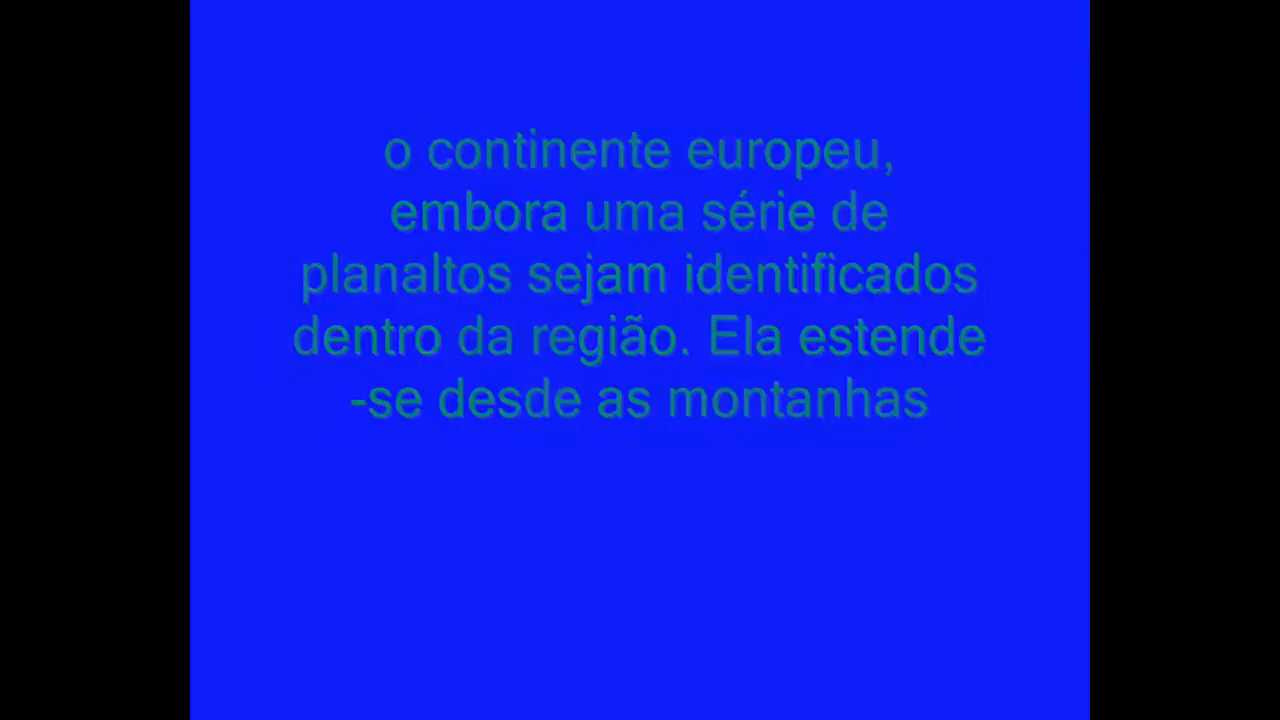 o continente europeu,
embora uma série de
planaltos sejam identificados
dentro da região. Ela estende
-se desde as montanhas